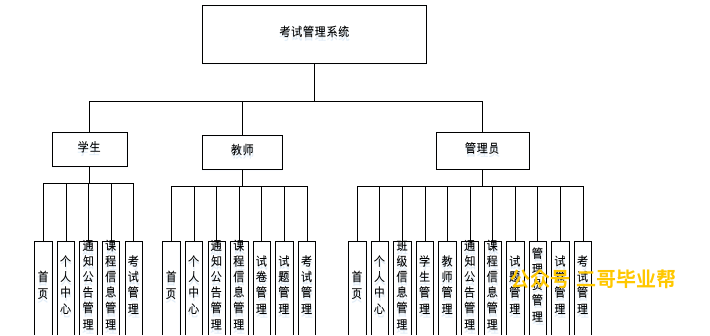 考试管理系统
学生
教师
管理员
首页
个人中心
通知公告管理
课程信息管理
考试管理
首页
个人中心
通知公告管理
课程信息管理
试卷管理
试题管理
考试管理
首页
个人中心
班级信息管理
学生管理
教师管理
通知公告管理
课程信息管理
试题管理
管理员管理
试卷管理
考试管理
公众号 二哥毕业帮